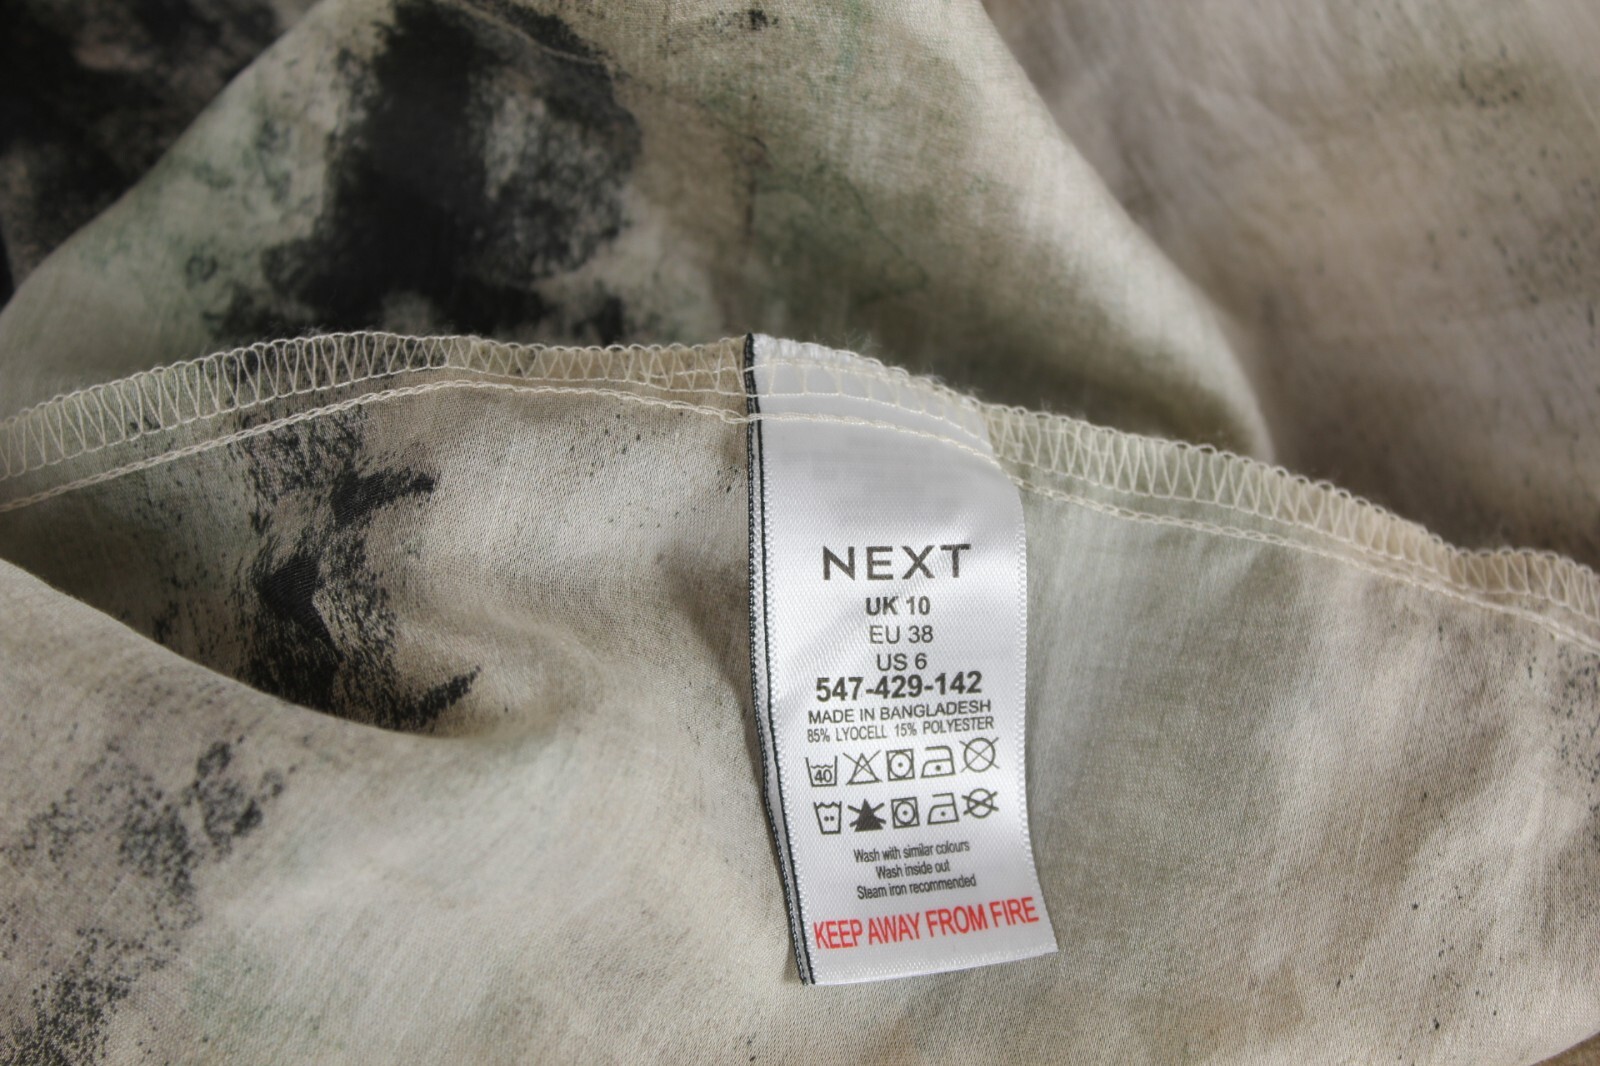 NEXT
UK 10
EU 38
US 6
547-429-142
MADE IN BANGLADESH
85% LYOCELL 15% POLYESTER
40
Wash with similar colours
Wash inside out
Steam iron recommended
KEEP AWAY FROM FIRE